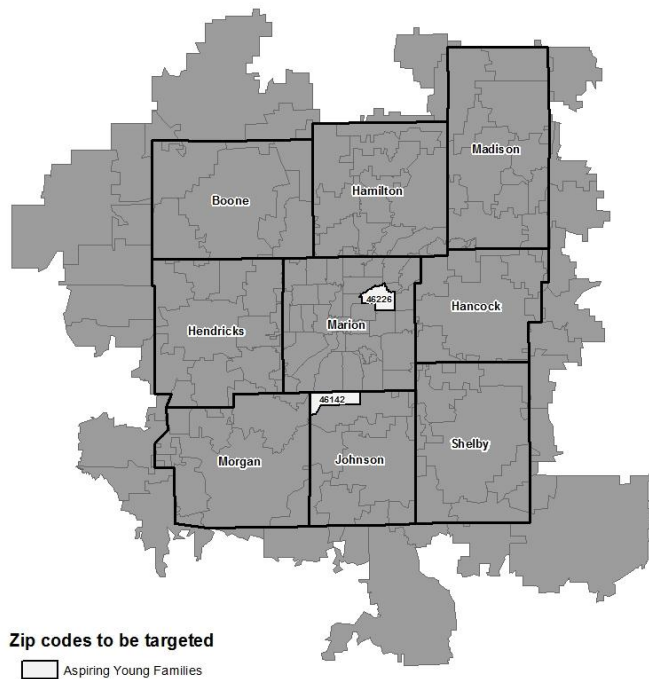 Madison
Hamilton
Boone
46226
Hancock
Marion
Hendricks
46142
Shelby
Morgan
Johnson
Zip codes to be targeted
Aspiring Young Families